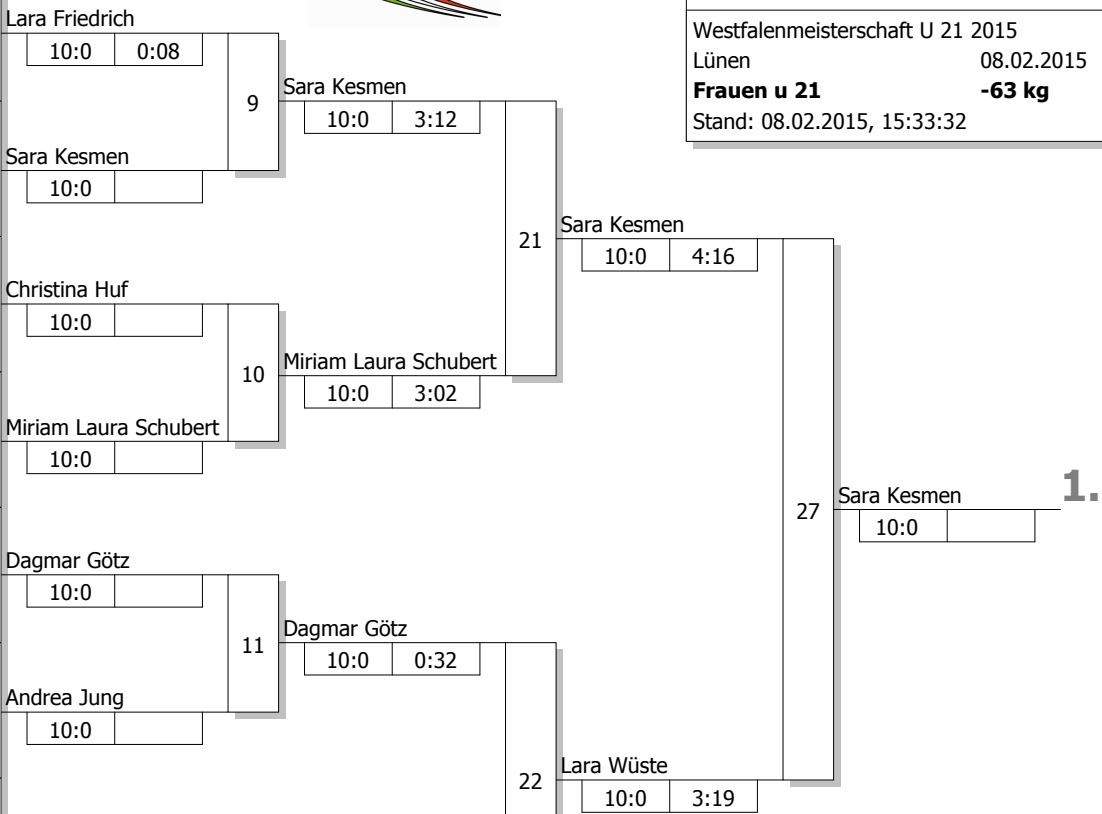 Westfalenmeisterschaft U 21 2015
Lünen 08.02.2015
Frauen u 21 -63 kg
Stand: 08.02.2015, 15:33:32
Lara Friedrich
10:0 0:08
9
Sara Kesmen
10:0
Sara Kesmen
10:0 3:12
Christina Huf
10:0
10
Miriam Laura Schubert
10:0
Miriam Laura Schubert
10:0 3:02
21
Sara Kesmen
10:0 4:16
Dagmar Götz
10:0
11
Andrea Jung
10:0
Dagmar Götz
10:0 0:32
22
Lara Wüste
10:0 3:19
27
Sara Kesmen
10:0
1.